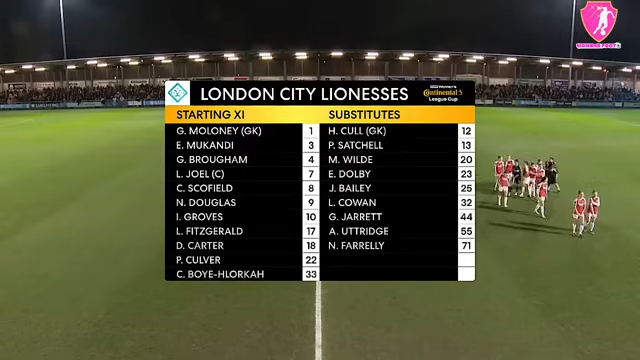 LONDON CITY LIONESSES
Continental
League Cup
STARTING XI
G. MOLONEY (GK) 1
E. MUKANDI 3
G. BROUGHAM 4
L. JOEL (C) 7
C. SCOFIELD 8
N. DOUGLAS 9
I. GROVES 10
L. FITZGERALD 17
D. CARTER 18
P. CULVER 22
C. BOYE-HLORKAH 33
SUBSTITUTES
H. CULL (GK) 12
P. SATCHELL 13
M. WILDE 20
E. DOLBY 23
J. BAILEY 25
L. COWAN 32
G. JARRETT 44
A. UTTRIDGE 55
N. FARRELLY 71